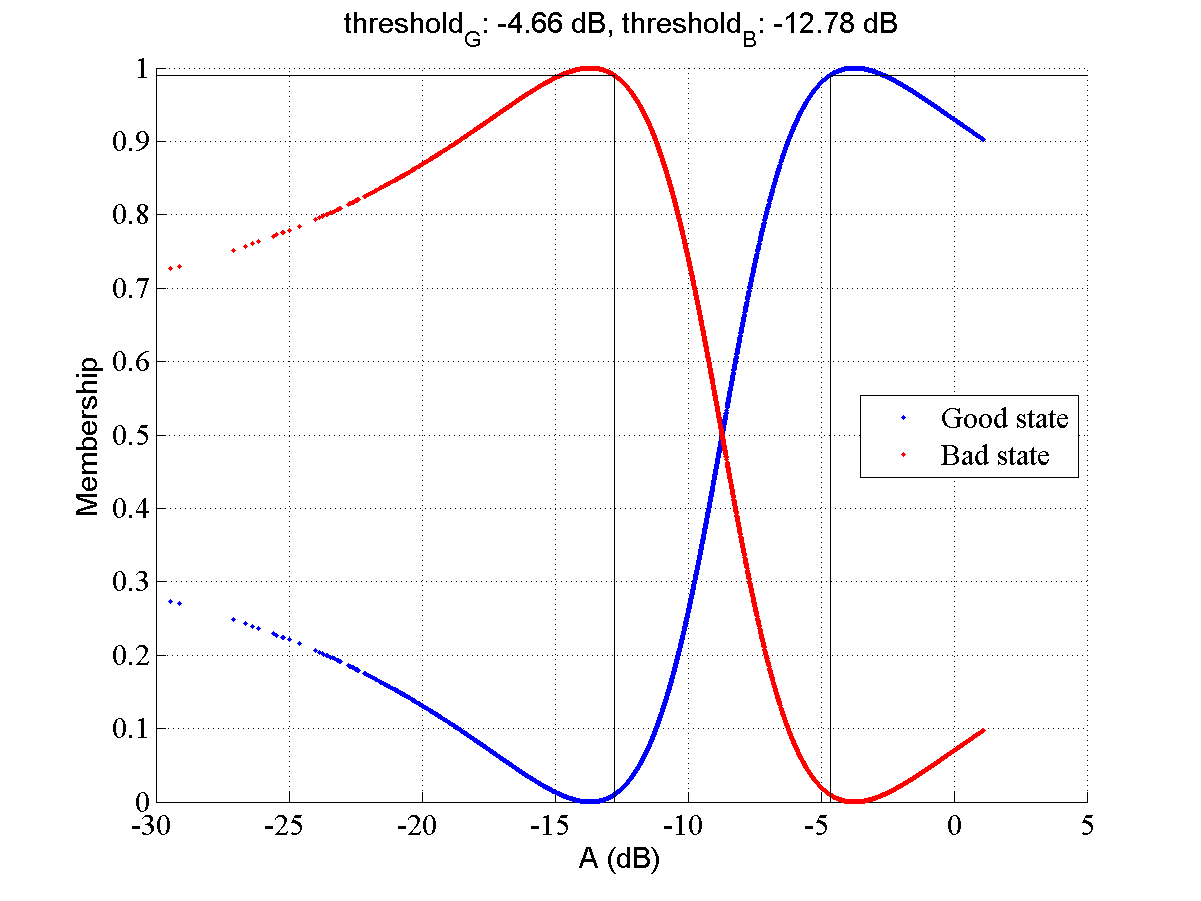 threshold_G: -4.66 dB, threshold_B: -12.78 dB
1
0.9
0.8
0.7
0.6
0.5
0.4
0.3
0.2
0.1
0
Membership
Good state
Bad state
-30 -25 -20 -15 -10 -5 0 5
A (dB)